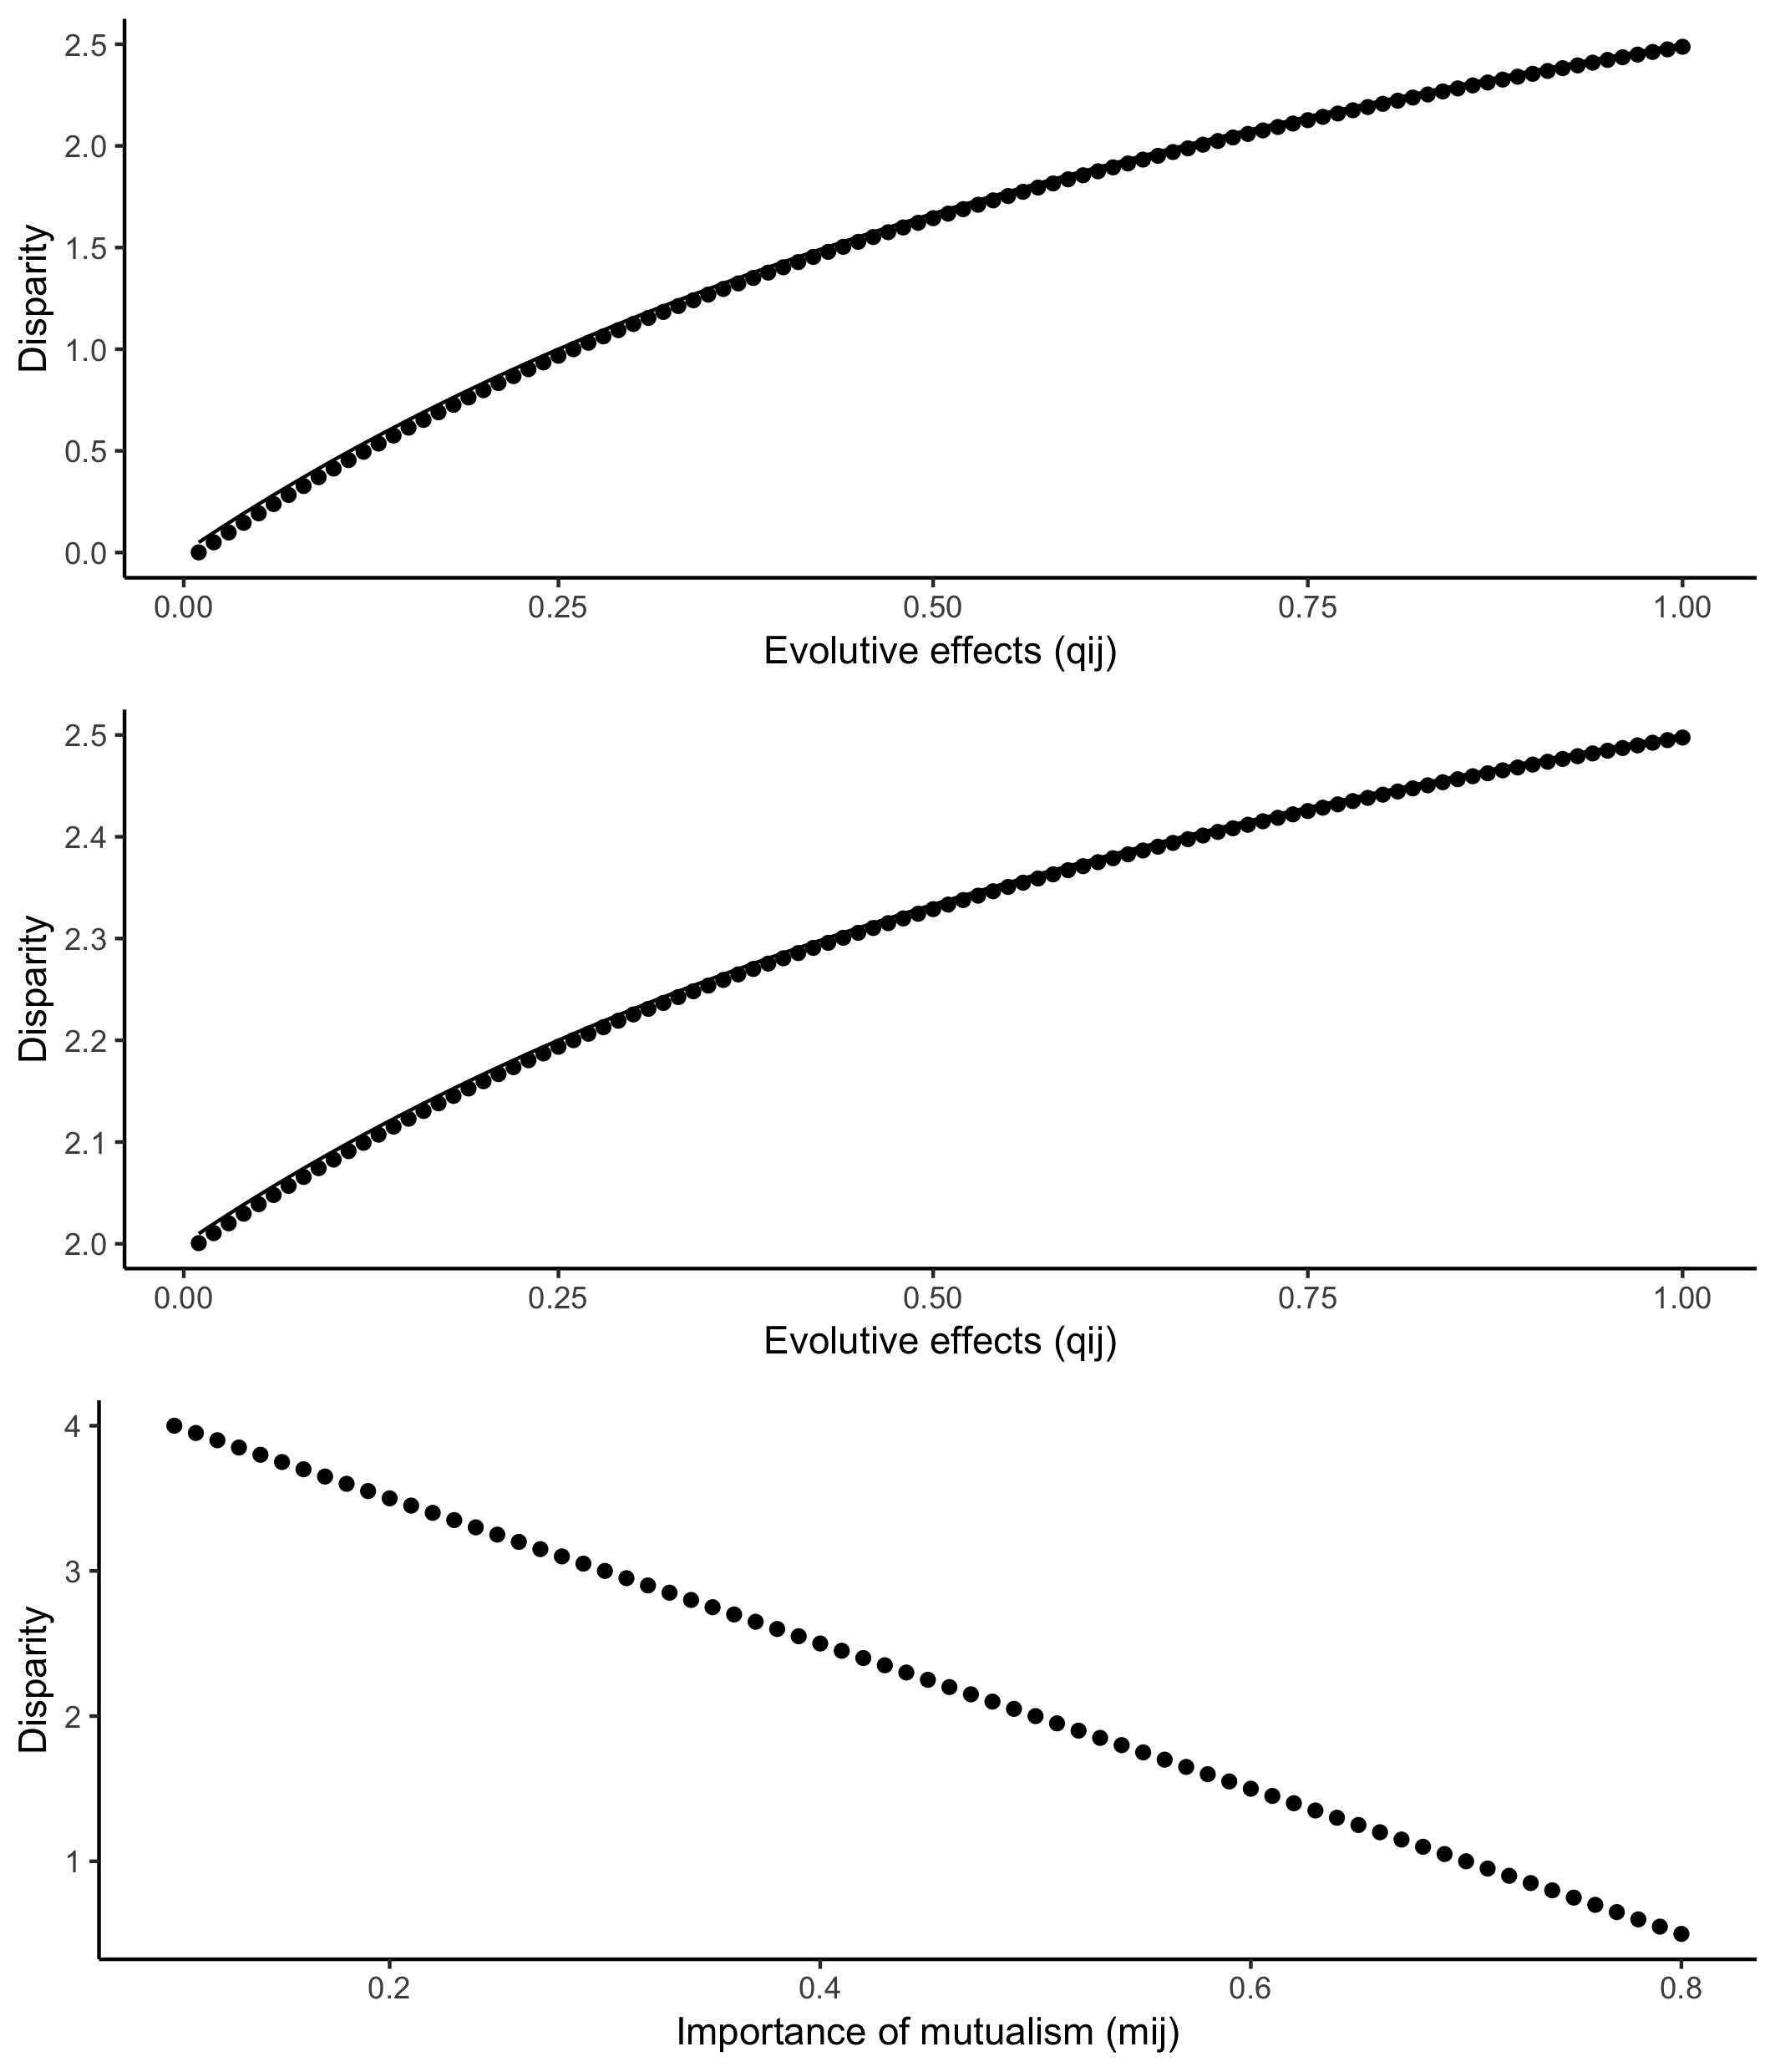 2.5
2.0
1.5
1.0
0.5
0.0
Disparity
0.00 0.25 0.50 0.75 1.00
Evolutive effects (qij)
2.5
2.4
2.3
2.2
2.1
2.0
Disparity
0.00 0.25 0.50 0.75 1.00
Evolutive effects (qij)
4
3
2
1
Disparity
0.2 0.4 0.6 0.8
Importance of mutualism (mij)